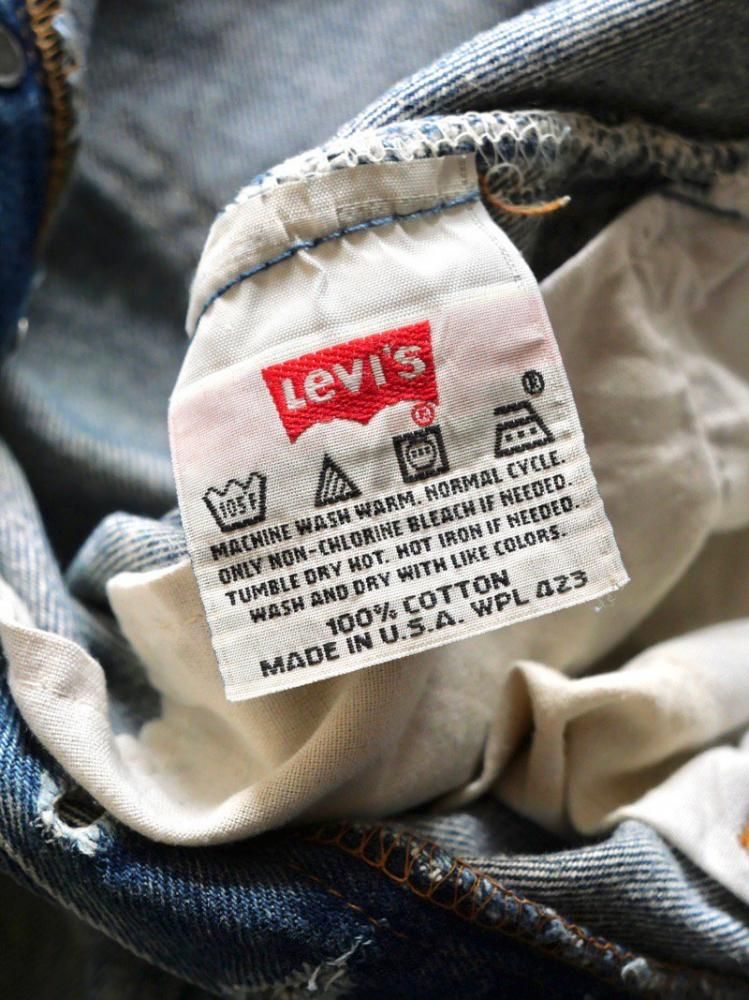 Levi's
®
®
105F
MACHINE WASH WARM. NORMAL CYCLE.
ONLY NON-CHLORINE BLEACH IF NEEDED.
TUMBLE DRY HOT. HOT IRON IF NEEDED.
WASH AND DRY WITH LIKE COLORS.
100% COTTON
MADE IN U.S.A. WPL 423